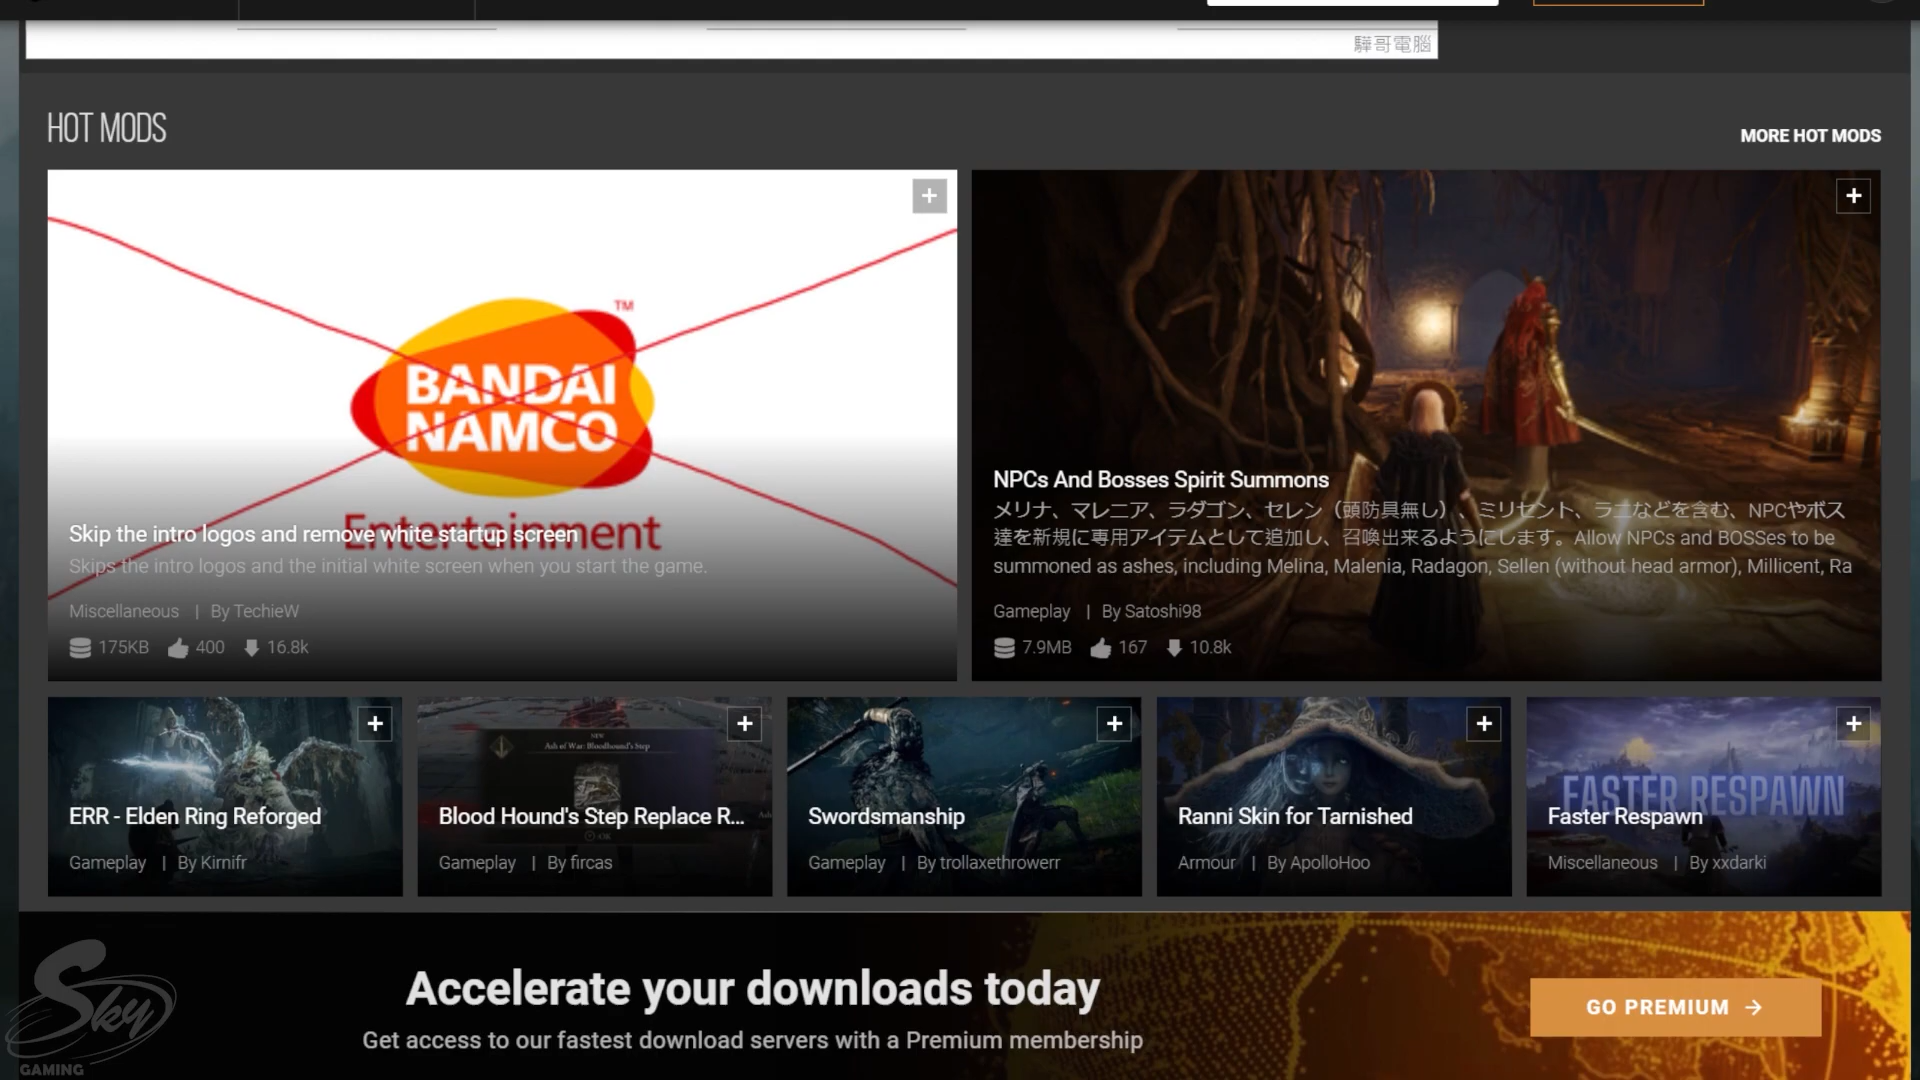 驊哥電腦
HOT MODS
MORE HOT MODS
BANDAI
NAMCO
TM
Entertainment
Skip the intro logos and remove white startup screen
Skips the intro logos and the initial white screen when you start the game.
Miscellaneous | By TechieW
175KB 400 16.8k
NPCs And Bosses Spirit Summons
メリナ、マレニア、ラダゴン、セレン（頭防具無し）、ミリセント、ラニなどを含む、NPCやボス
達を新規に専用アイテムとして追加し、召喚出来るようにします。Allow NPCs and BOSSes to be
summoned as ashes, including Melina, Malenia, Radagon, Sellen (without head armor), Millicent, Ra
Gameplay | By Satoshi98
7.9MB 167 10.8k
ERR - Elden Ring Reforged
Gameplay | By Kirnifr
NEW
Ash of War: Bloodhound's Step
OK
Blood Hound's Step Replace R...
Gameplay | By fircas
Swordsmanship
Gameplay | By trollaxethrowerr
Ranni Skin for Tarnished
Armour | By ApolloHoo
FASTER RESPAWN
Faster Respawn
Miscellaneous | By xxdarki
Accelerate your downloads today
Get access to our fastest download servers with a Premium membership
GO PREMIUM →
Sky
GAMING